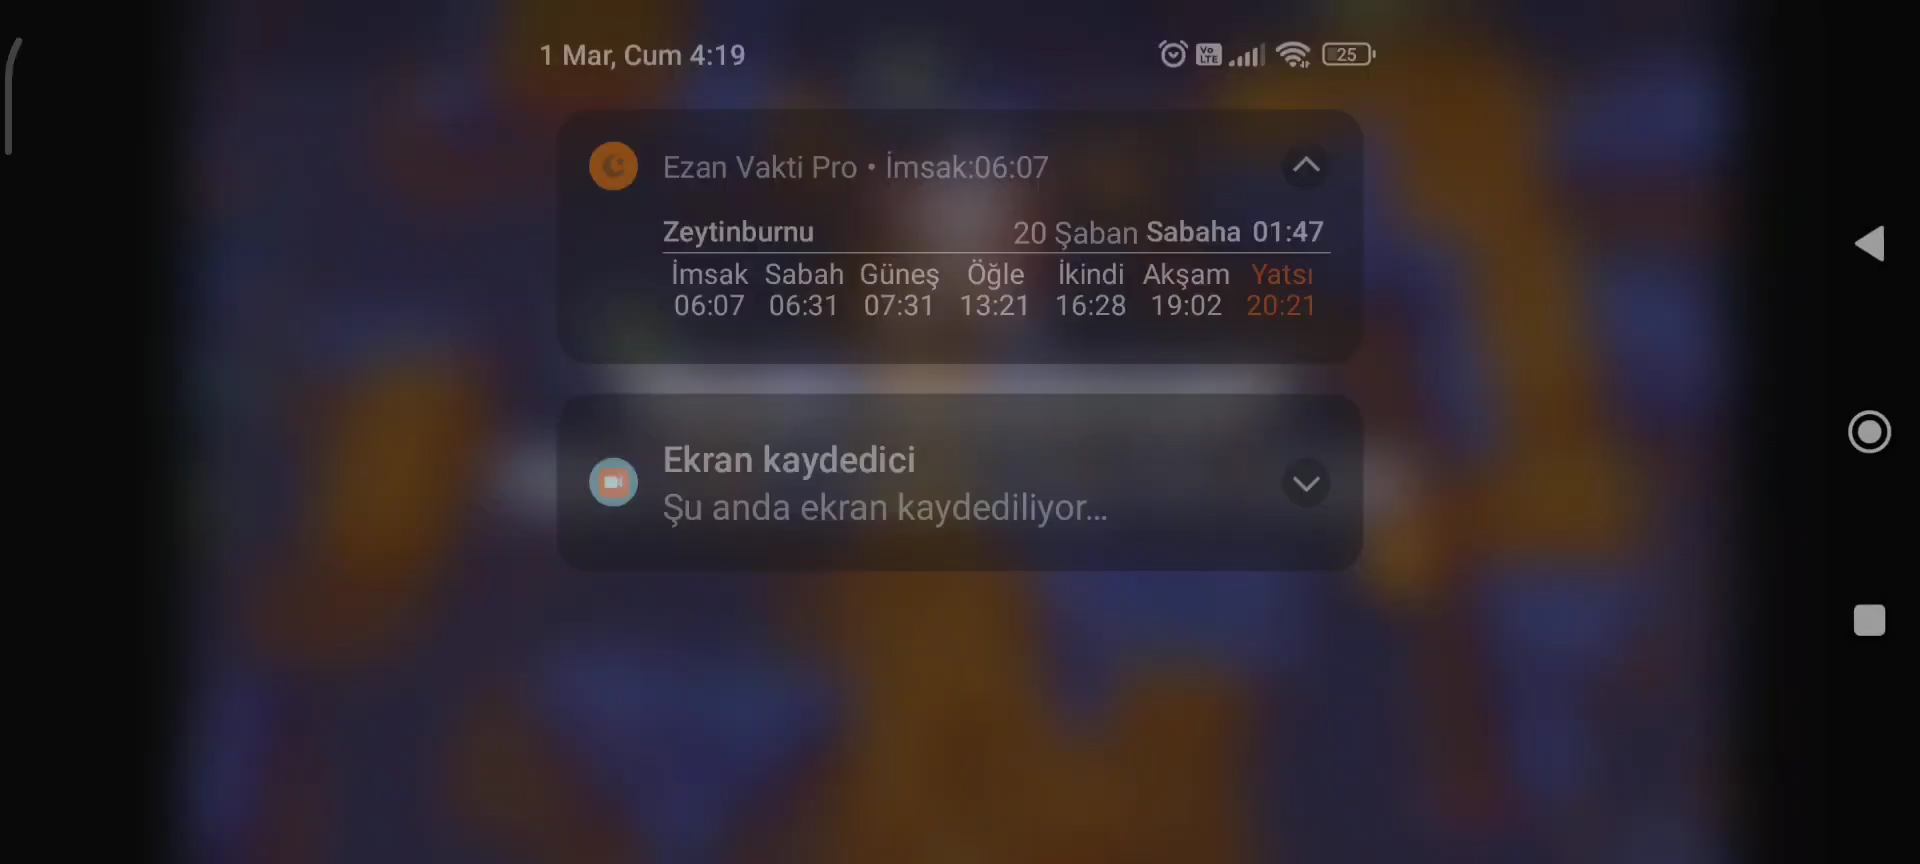 1 Mar, Cum 4:19
Vo LTE 25
Ezan Vakti Pro • İmsak:06:07
Zeytinburnu 20 Şaban Sabaha 01:47
İmsak Sabah Güneş Öğle İkindi Akşam Yatsı
06:07 06:31 07:31 13:21 16:28 19:02 20:21
Ekran kaydedici
Şu anda ekran kaydediliyor...